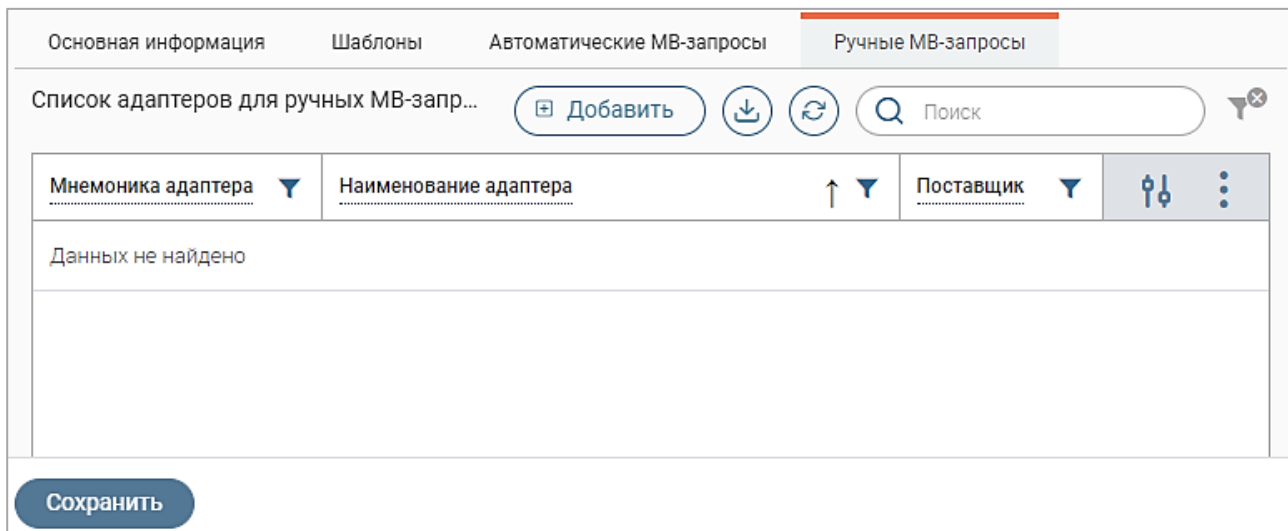 Основная информация Шаблоны Автоматические МВ-запросы Ручные МВ-запросы
Список адаптеров для ручных МВ-запр... Добавить Поиск
Мнемоника адаптера Наименование адаптера Поставщик
Данных не найдено
Сохранить